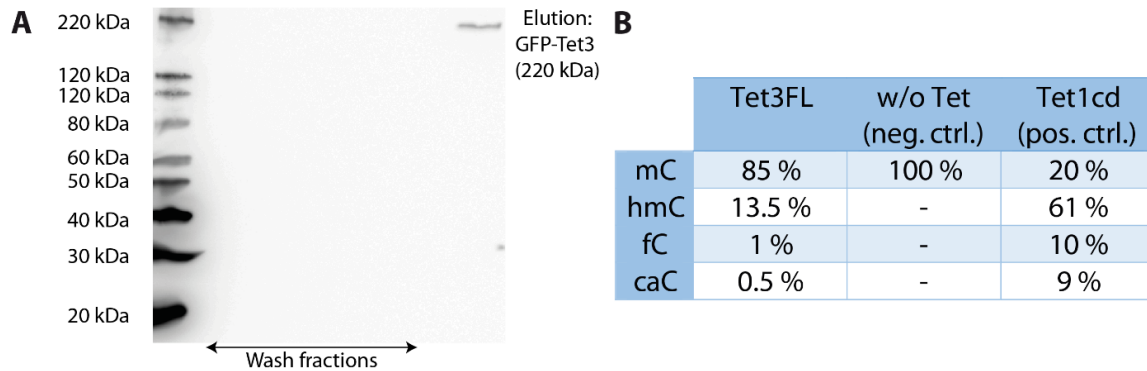 A
220 kDa
120 kDa
120 kDa
80 kDa
60 kDa
50 kDa
40 kDa
30 kDa
20 kDa
Wash fractions
Elution:
GFP-Tet3
(220 kDa)
B
Tet3FL w/o Tet (neg. ctrl.) Tet1cd (pos. ctrl.)
mC 85 % 100 % 20 %
hmC 13.5 % - 61 %
fC 1 % - 10 %
caC 0.5 % - 9 %